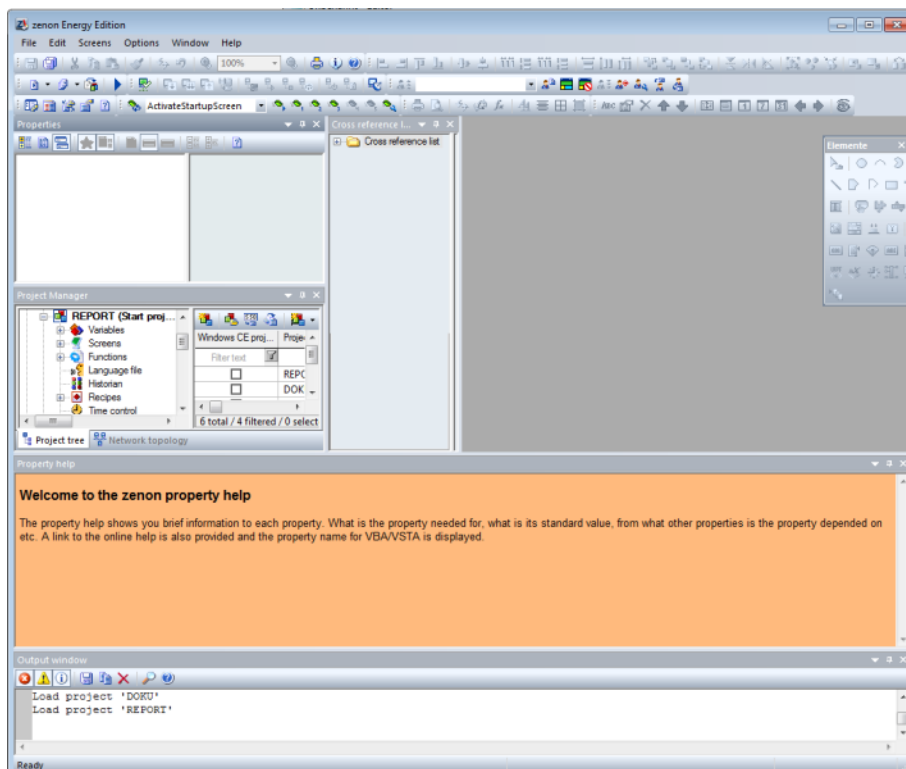 zenon Energy Edition
File Edit Screens Options Window Help
100%
ActivateStartupScreen
Properties
Cross reference l...
Elemente
Cross reference list
Project Manager
REPORT (Start proj...
Variables
Screens
Functions
Language file
Historian
Recipes
Time control
Windows CE proj... Proje
Filter text
REPC
DOK
6 total / 4 filtered / 0 select
Project tree Network topology
Property help
Welcome to the zenon property help
The property help shows you brief information to each property. What is the property needed for, what is its standard value, from what other properties is the property depended on
etc. A link to the online help is also provided and the property name for VBA/VSTA is displayed.
Output window
Load project 'DOKU'
Load project 'REPORT'
Ready